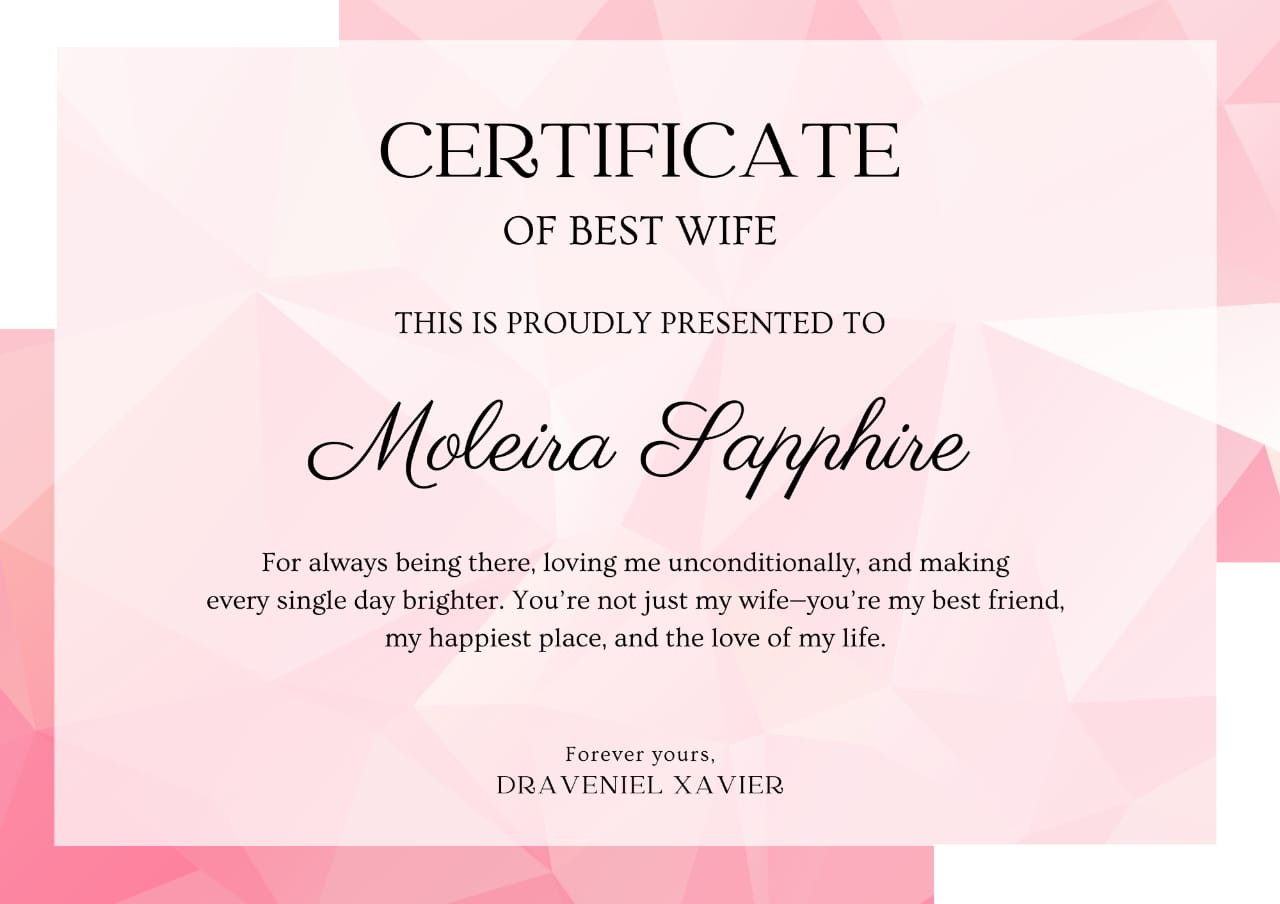 CERTIFICATE
OF BEST WIFE
THIS IS PROUDLY PRESENTED TO
Moleira Sapphire
For always being there, loving me unconditionally, and making
every single day brighter. You’re not just my wife—you’re my best friend,
my happiest place, and the love of my life.
Forever yours,
DRAVENIEL XAVIER